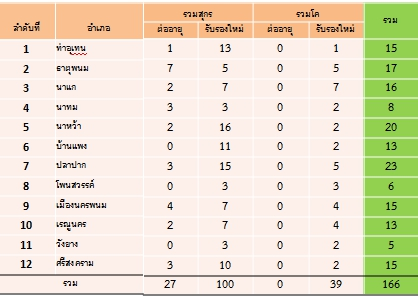 ลำดับที่ อำเภอ รวมสุกร รวมโค รวม
ต่ออายุ รับรองใหม่ ต่ออายุ รับรองใหม่
1 ท่าอุเทน 1 13 0 1 15
2 ธาตุพนม 7 5 0 5 17
3 นาแก 2 7 0 7 16
4 นาทม 3 3 0 2 8
5 นาหว้า 2 16 0 2 20
6 บ้านแพง 0 11 0 2 13
7 ปลาปาก 3 15 0 5 23
8 โพนสวรรค์ 0 3 0 3 6
9 เมืองนครพนม 4 7 0 4 15
10 เรณูนคร 2 7 0 4 13
11 วังยาง 0 3 0 2 5
12 ศรีสงคราม 3 10 0 2 15
รวม 27 100 0 39 166